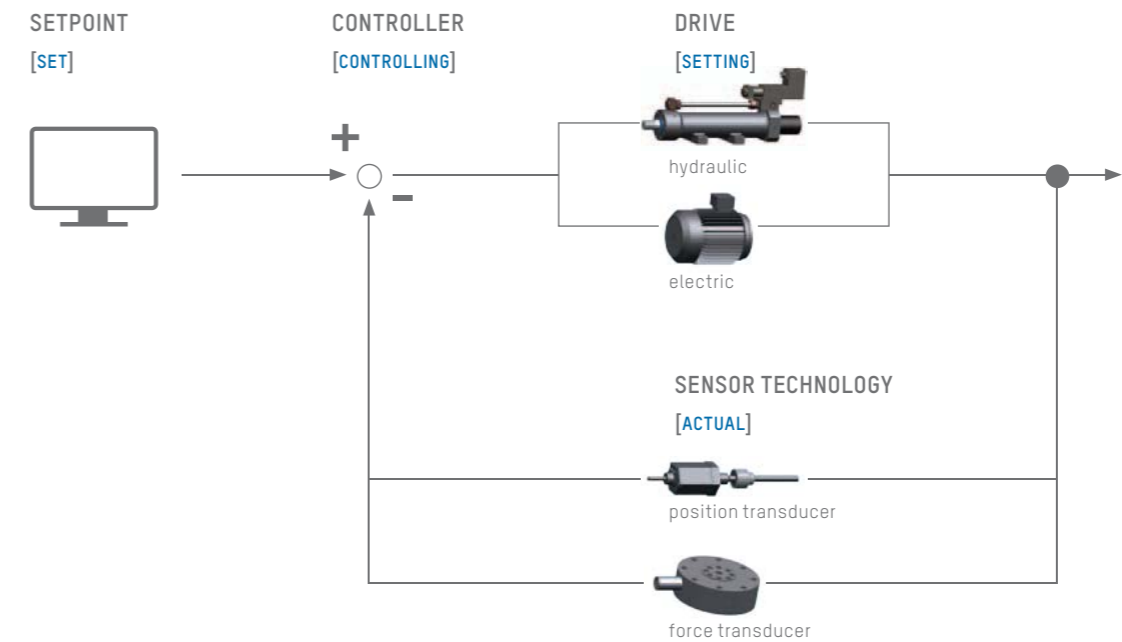 SETPOINT
[SET]
CONTROLLER
[CONTROLLING]
DRIVE
[SETTING]
+
-
hydraulic
electric
SENSOR TECHNOLOGY
[ACTUAL]
position transducer
force transducer